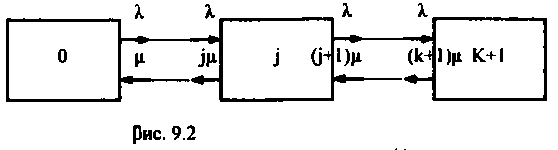 λ λ λ λ
0 μ jμ j (j+1)μ (k+1)μ K+1
рис. 9.2